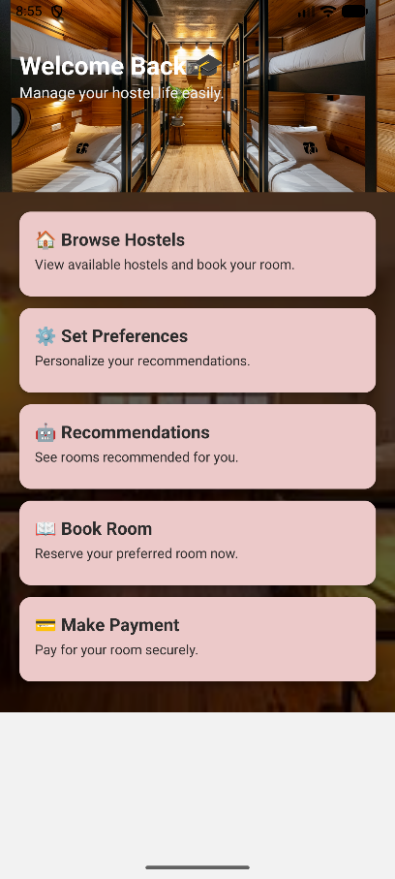 8:55
Welcome Back🎓
Manage your hostel life easily.
🏠 Browse Hostels
View available hostels and book your room.
⚙️ Set Preferences
Personalize your recommendations.
🤖 Recommendations
See rooms recommended for you.
📖 Book Room
Reserve your preferred room now.
💳 Make Payment
Pay for your room securely.